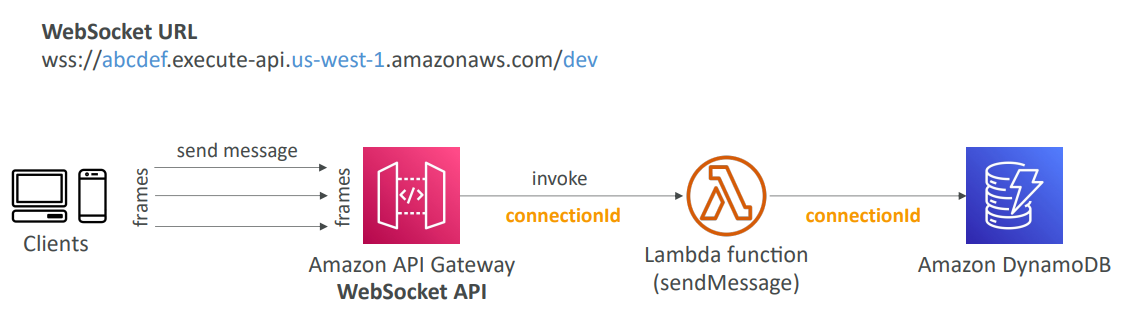 WebSocket URL
wss://abcdef.execute-api.us-west-1.amazonaws.com/dev
send message
frames
frames
invoke
connectionId
connectionId
Clients
Amazon API Gateway
WebSocket API
Lambda function
(sendMessage)
Amazon DynamoDB